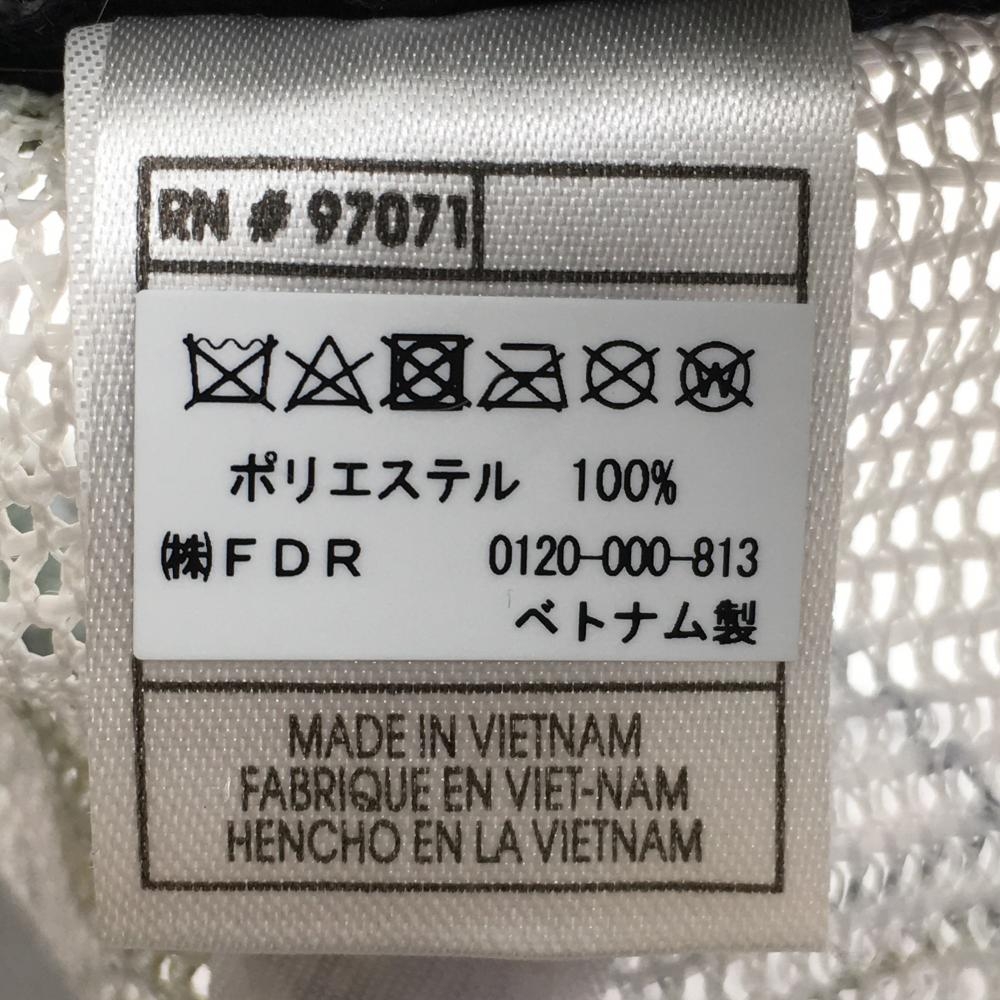 RN # 97071
W
ポリエステル 100%
㈱FDR 0120-000-813
ベトナム製
MADE IN VIETNAM
FABRIQUE EN VIET-NAM
HENCHO EN LA VIETNAM